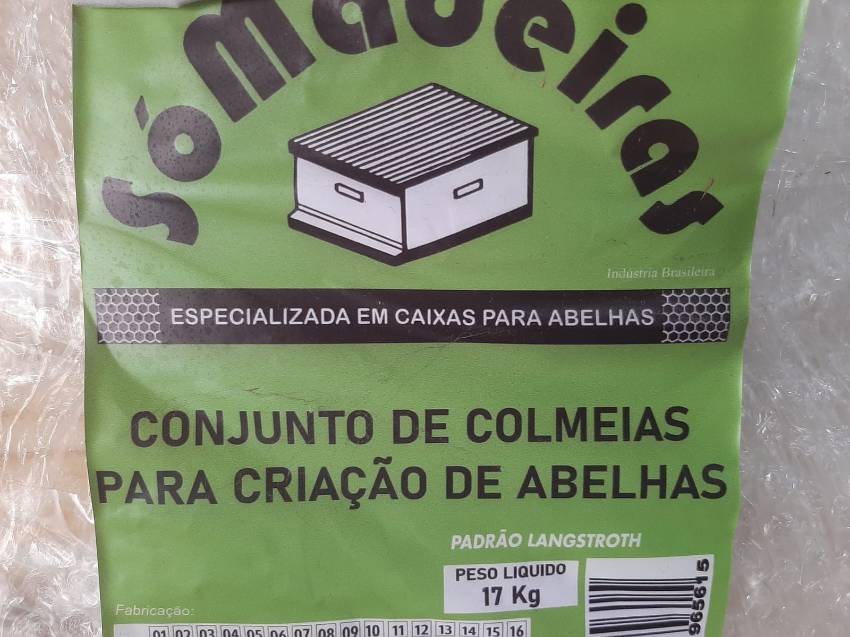 SÓMadeiras
Indústria Brasileira
ESPECIALIZADA EM CAIXAS PARA ABELHAS
CONJUNTO DE COLMEIAS
PARA CRIAÇÃO DE ABELHAS
PADRÃO LANGSTROTH
PESO LIQUIDO
17 Kg
965615
Fabricação:
01 02 03 04 05 06 07 08 09 10 11 12 13 14 15 16